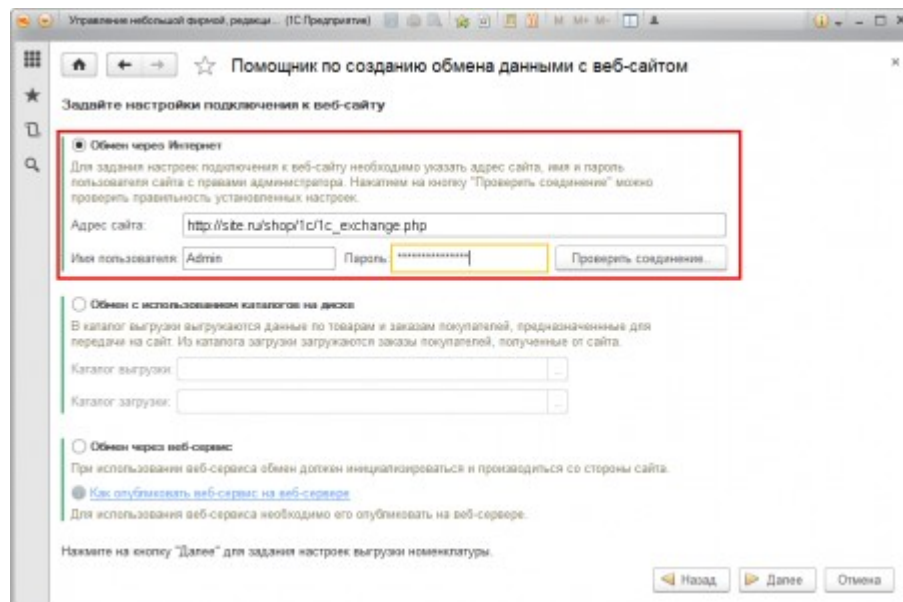 Управление небольшой фирмой, редакци... (1С:Предприятие)
M M+ M-
Помощник по созданию обмена данными с веб-сайтом
Задайте настройки подключения к веб-сайту
Обмен через Интернет
Для задания настроек подключения к веб-сайту необходимо указать адрес сайта, имя и пароль
пользователя сайта с правами администратора. Нажатием на кнопку "Проверить соединение" можно
проверить правильность установленных настроек.
Адрес сайта: http://site.ru/shop/1c/1c_exchange.php
Имя пользователя: Admin Пароль: *************** Проверить соединение...
Обмен с использованием каталогов на диске
В каталог выгрузки выгружаются данные по товарам и заказам покупателей, предназначенные для
передачи на сайт. Из каталога загрузки загружаются заказы покупателей, полученные от сайта.
Каталог выгрузки: ...
Каталог загрузки: ...
Обмен через веб-сервис
При использовании веб-сервиса обмен должен инициализироваться и производиться со стороны сайта.
Как опубликовать веб-сервис на веб-сервере
Для использования веб-сервиса необходимо его опубликовать на веб-сервере.
Нажмите на кнопку "Далее" для задания настроек выгрузки номенклатуры.
Назад Далее Отмена